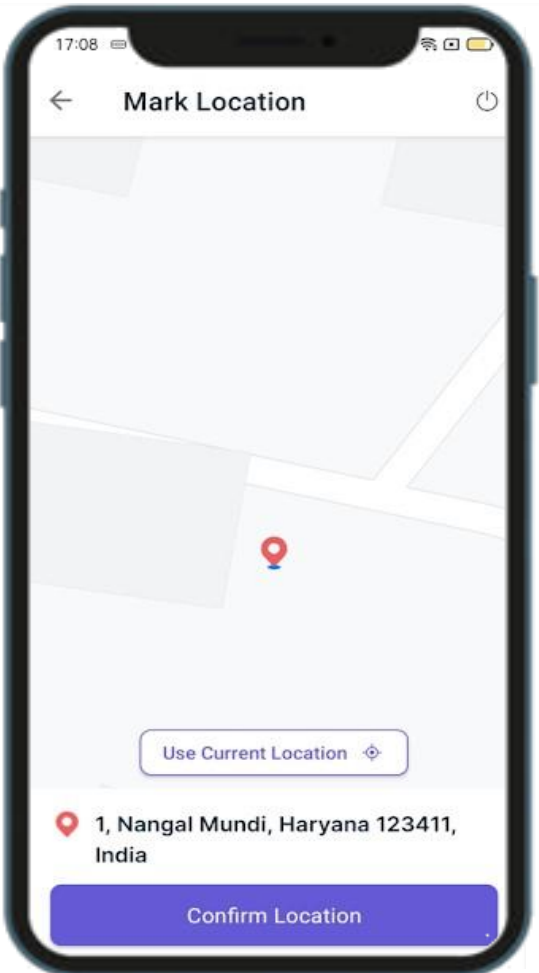 17:08
Mark Location
Use Current Location
1, Nangal Mundi, Haryana 123411,
India
Confirm Location